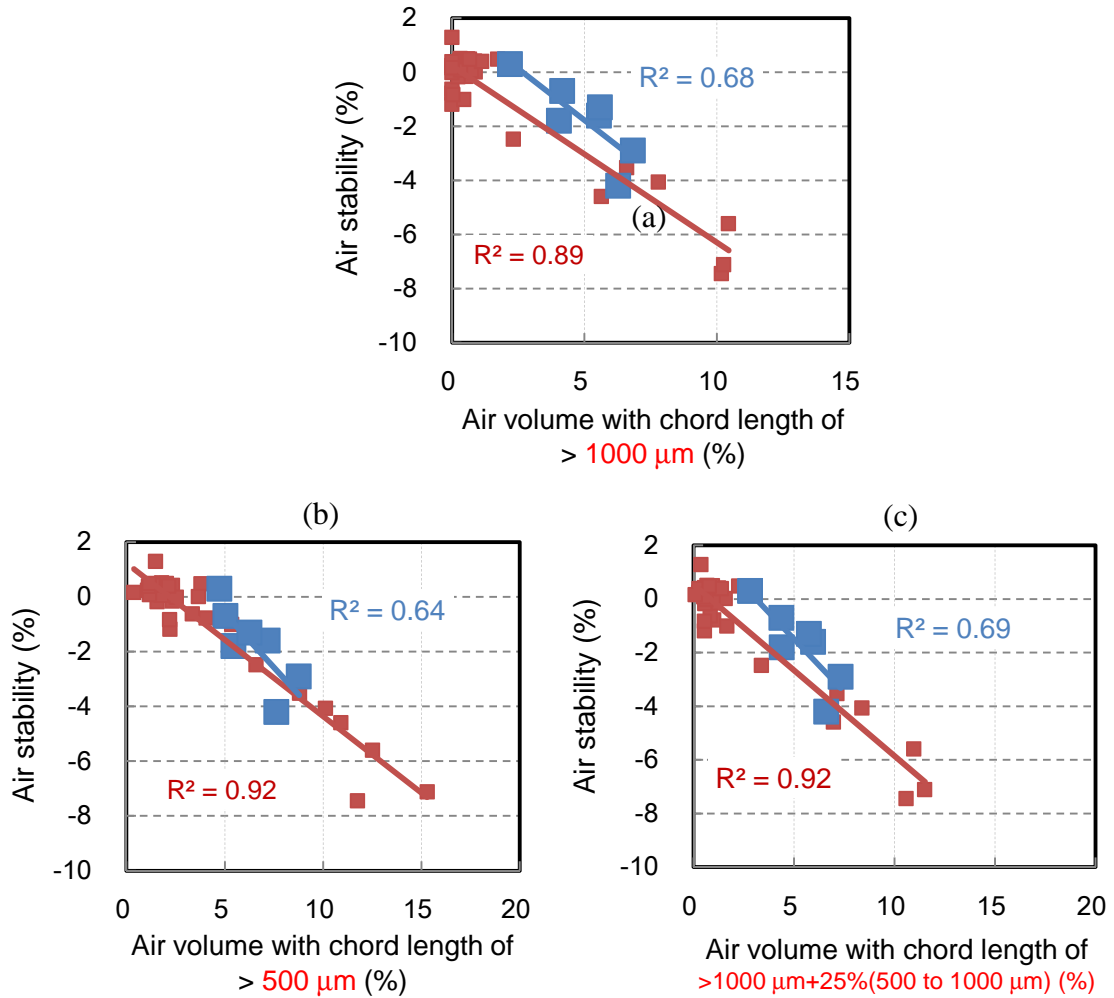 2
0
-2
-4
-6
-8
-10
Air stability (%)
R² = 0.68
(a)
R² = 0.89
0 5 10 15
Air volume with chord length of
> 1000 μm (%)
(b)
2
0
-2
-4
-6
-8
-10
Air stability (%)
R² = 0.64
R² = 0.92
0 5 10 15 20
Air volume with chord length of
> 500 μm (%)
(c)
2
0
-2
-4
-6
-8
-10
Air stability (%)
R² = 0.69
R² = 0.92
0 5 10 15 20
Air volume with chord length of
>1000 μm+25%(500 to 1000 μm) (%)